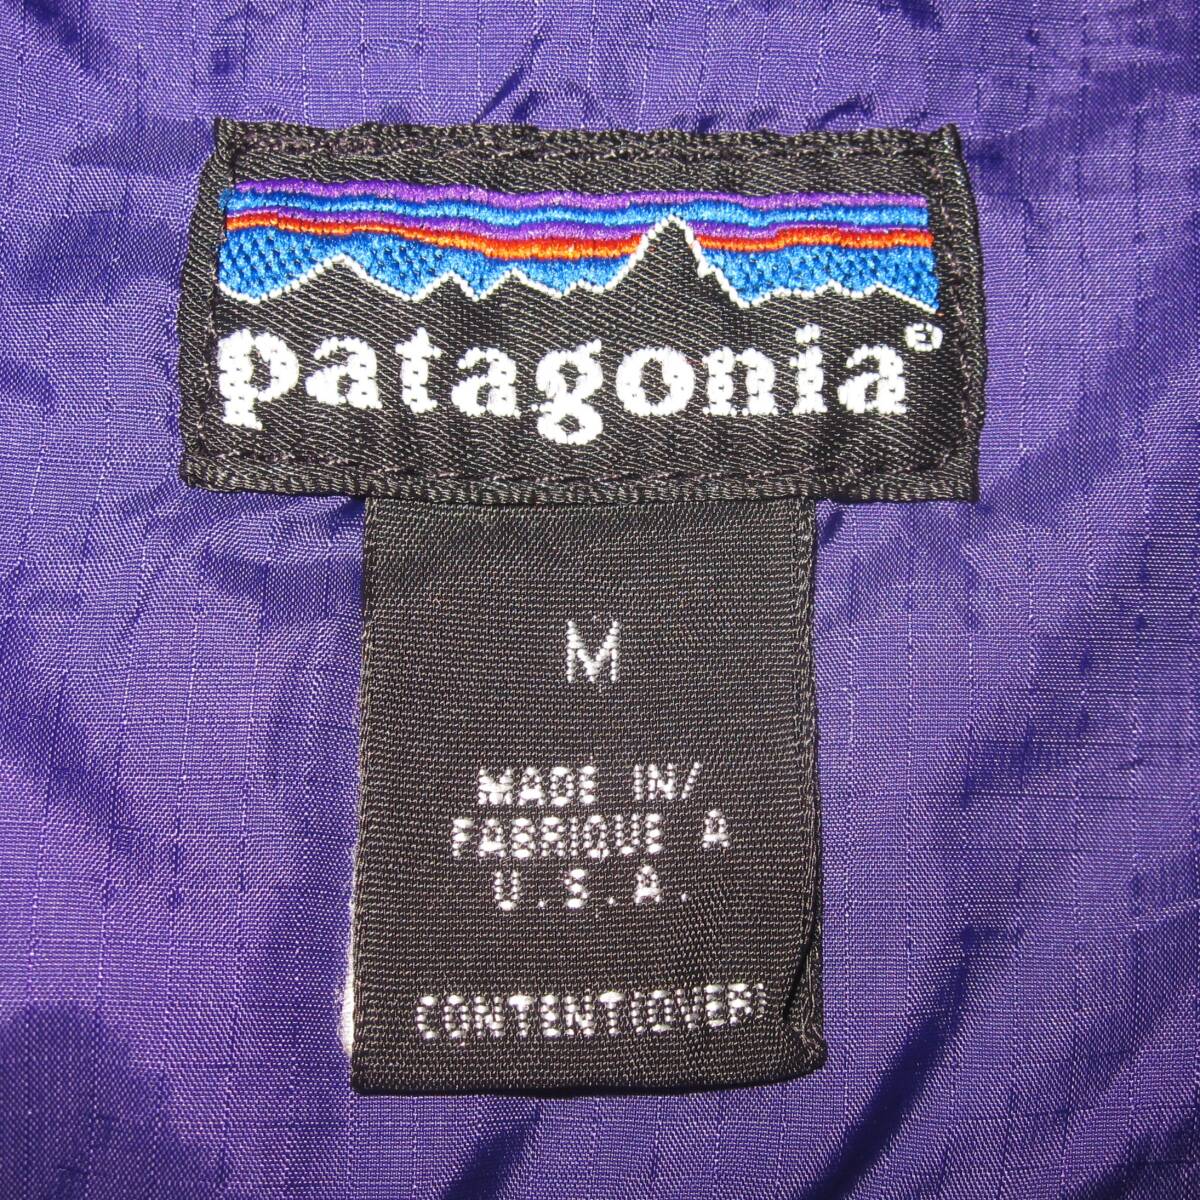 patagonia®
M
MADE IN/
FABRIQUE A
U.S.A.
CONTENT/OVER: